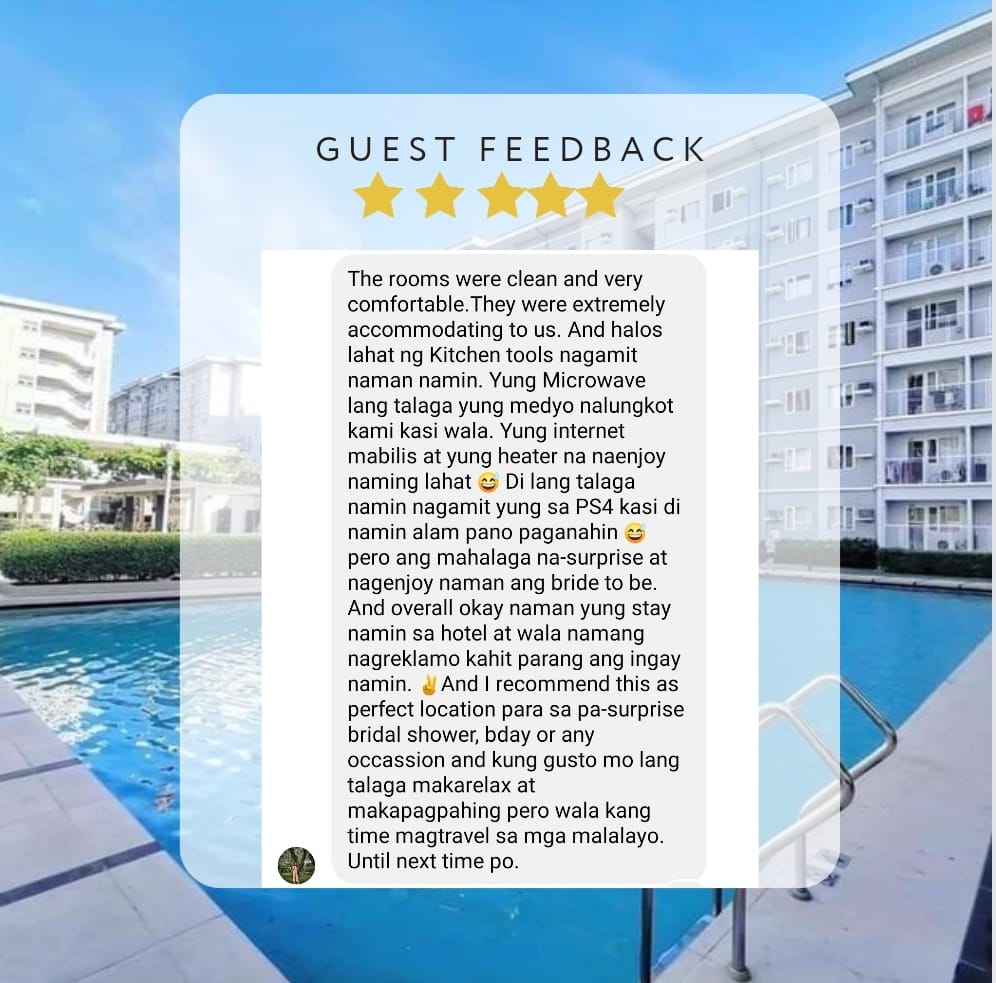 GUEST FEEDBACK
The rooms were clean and very
comfortable.They were extremely
accommodating to us. And halos
lahat ng Kitchen tools nagamit
naman namin. Yung Microwave
lang talaga yung medyo nalungkot
kami kasi wala. Yung internet
mabilis at yung heater na naenjoy
naming lahat 😅 Di lang talaga
namin nagamit yung sa PS4 kasi di
namin alam pano paganahin 😅
pero ang mahalaga na-surprise at
nagenjoy naman ang bride to be.
And overall okay naman yung stay
namin sa hotel at wala namang
nagreklamo kahit parang ang ingay
namin. ✌️And I recommend this as
perfect location para sa pa-surprise
bridal shower, bday or any
occassion and kung gusto mo lang
talaga makarelax at
makapagpahing pero wala kang
time magtravel sa mga malalayo.
Until next time po.